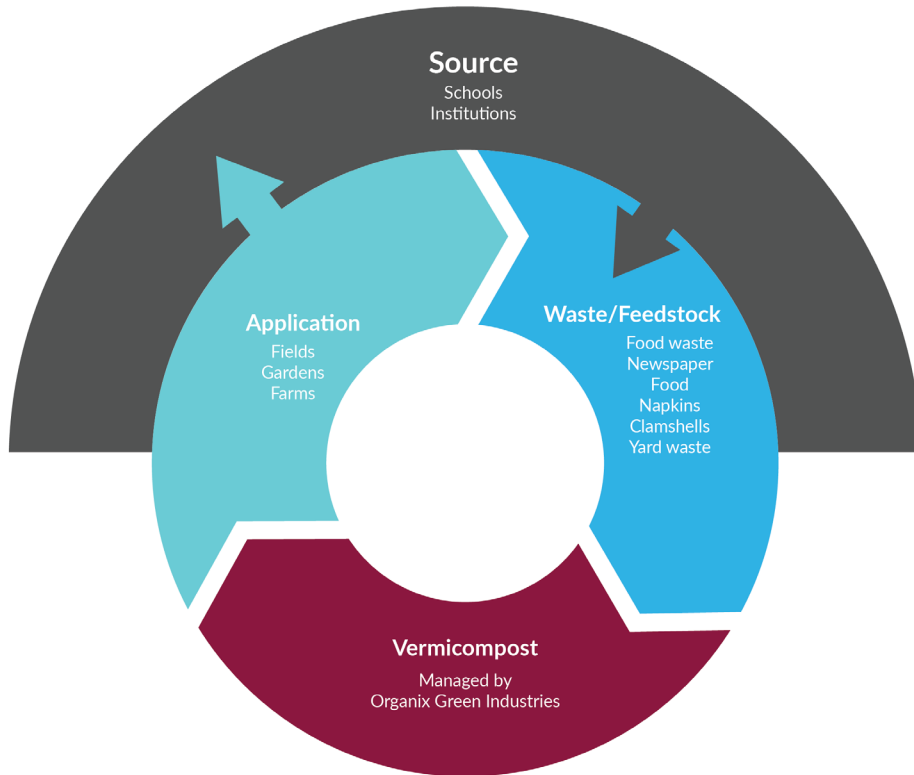 Source
Schools
Institutions
Application
Fields
Gardens
Farms
Waste/Feedstock
Food waste
Newspaper
Food
Napkins
Clamshells
Yard waste
Vermicompost
Managed by
Organix Green Industries